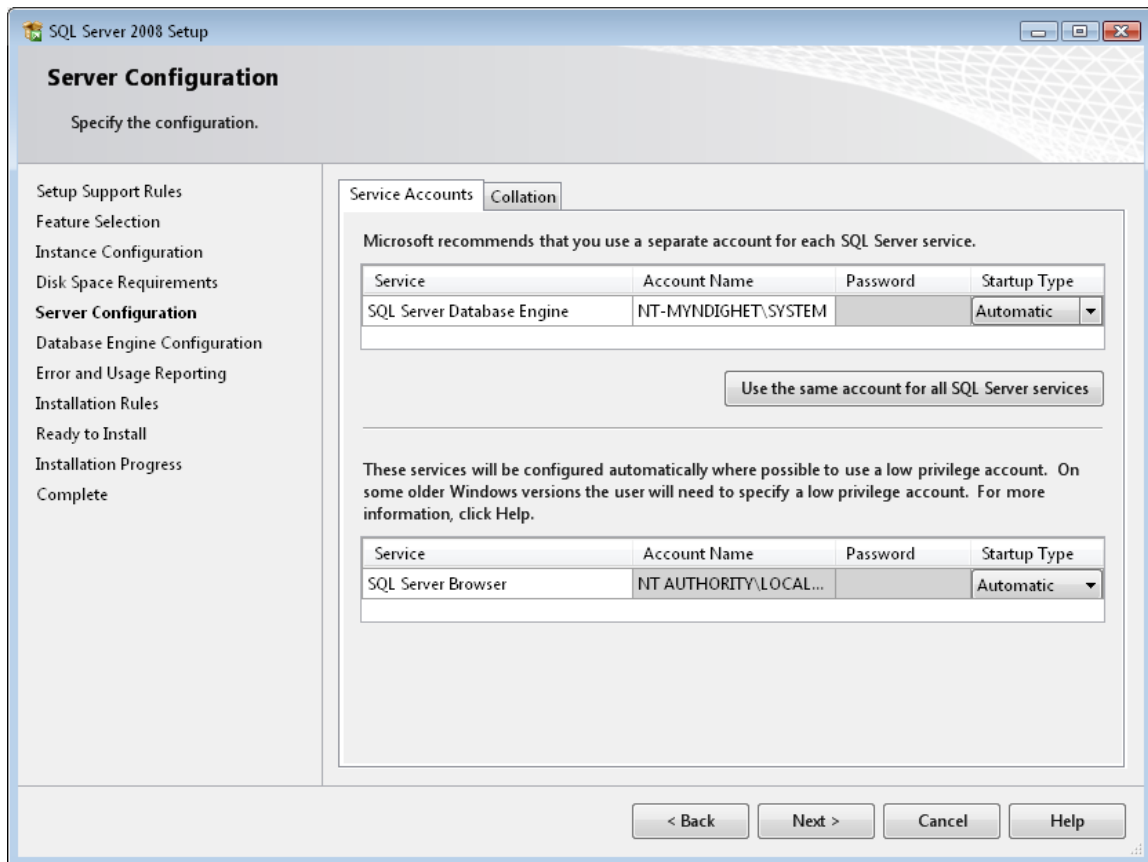 SQL Server 2008 Setup
Server Configuration
Specify the configuration.
Setup Support Rules
Feature Selection
Instance Configuration
Disk Space Requirements
Server Configuration
Database Engine Configuration
Error and Usage Reporting
Installation Rules
Ready to Install
Installation Progress
Complete
Service Accounts Collation
Microsoft recommends that you use a separate account for each SQL Server service.
Service Account Name Password Startup Type
SQL Server Database Engine NT-MYNDIGHET\SYSTEM Automatic
Use the same account for all SQL Server services
These services will be configured automatically where possible to use a low privilege account. On
some older Windows versions the user will need to specify a low privilege account. For more
information, click Help.
Service Account Name Password Startup Type
SQL Server Browser NT AUTHORITY\LOCAL... Automatic
< Back Next > Cancel Help